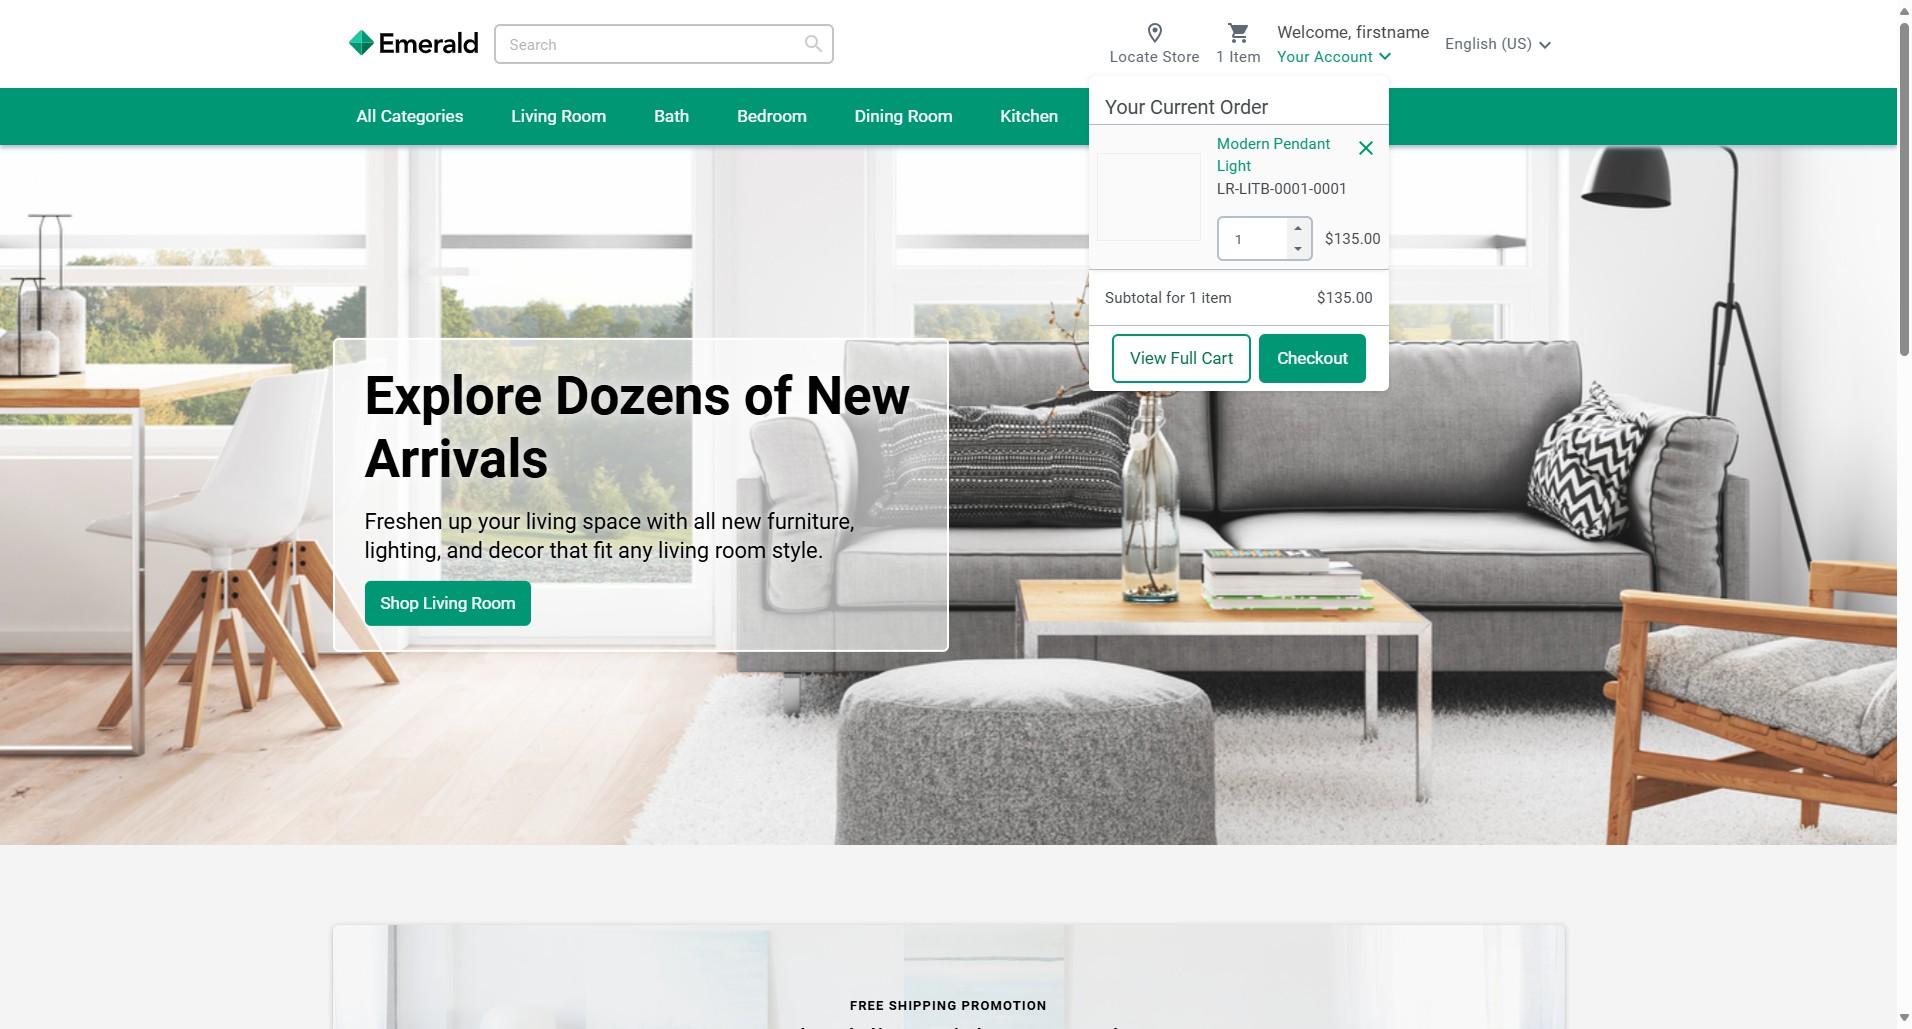 Emerald
Search
Locate Store
1 Item
Welcome, firstname
Your Account
English (US)
All Categories
Living Room
Bath
Bedroom
Dining Room
Kitchen
Your Current Order
Modern Pendant
Light
LR-LITB-0001-0001
1
$135.00
Subtotal for 1 item
$135.00
View Full Cart
Checkout
Explore Dozens of New
Arrivals
Freshen up your living space with all new furniture,
lighting, and decor that fit any living room style.
Shop Living Room
FREE SHIPPING PROMOTION